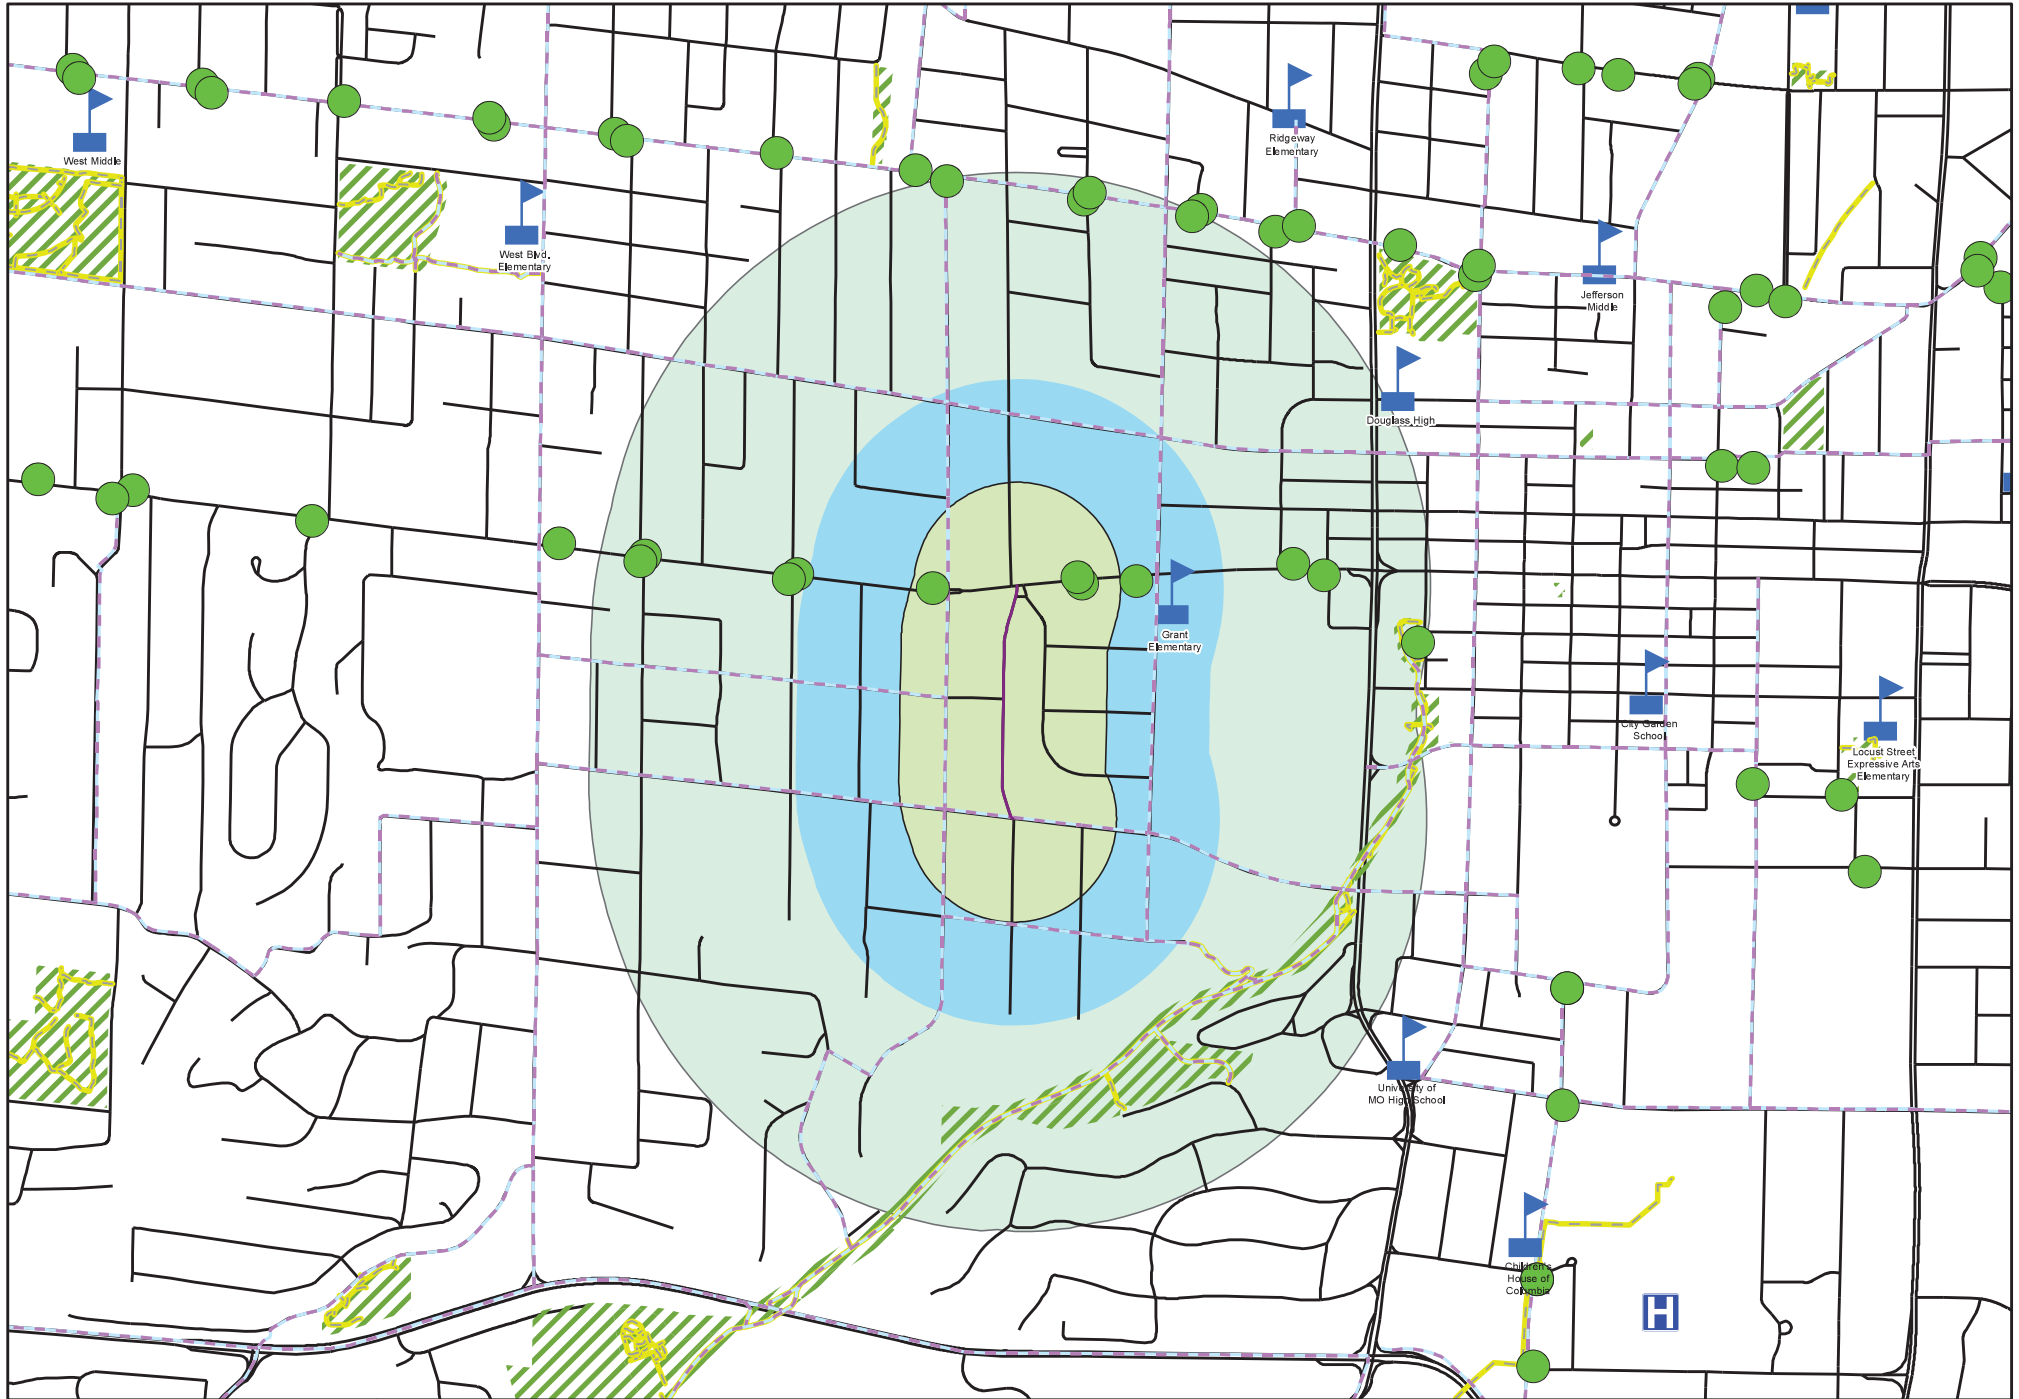 West Middle
Ridgeway
Elementary
West Blvd.
Elementary
Jefferson
Middle
Douglass High
Grant
Elementary
City Garden
School
Locust Street
Expressive Arts
Elementary
University of
MO High School
Children's
House of
Columbia
H